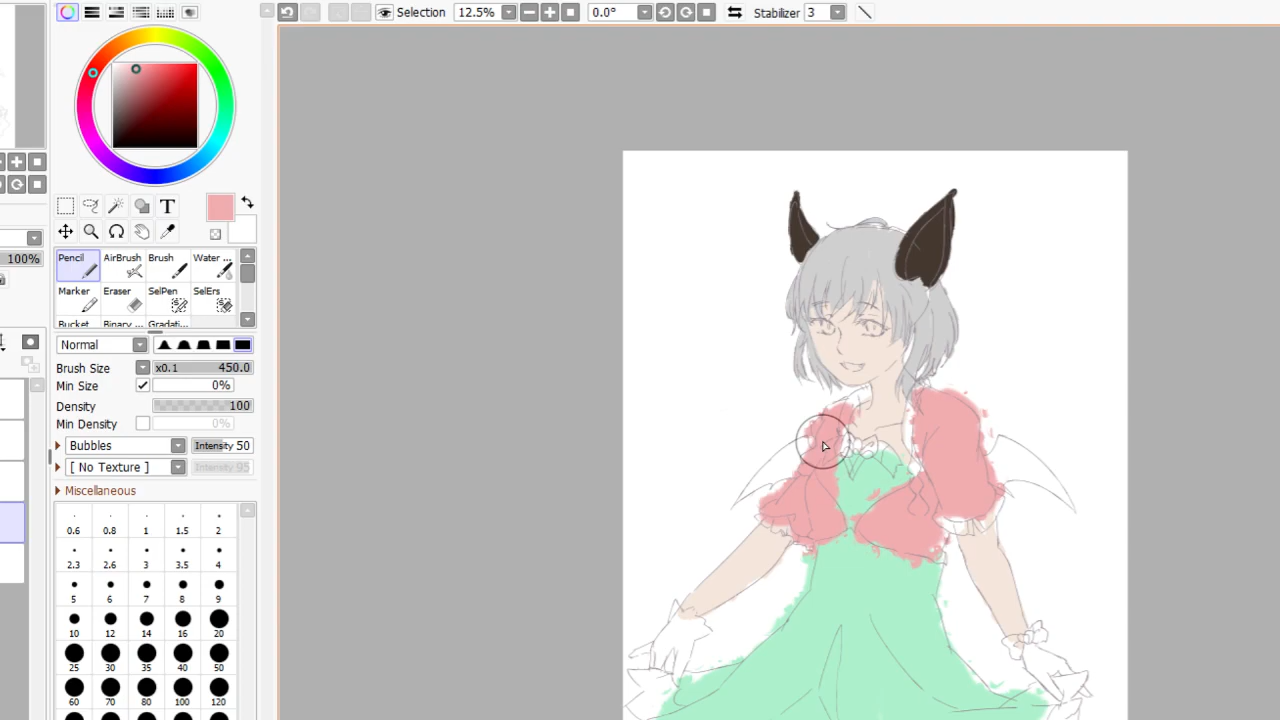 Selection 12.5% 0.0° Stabilizer 3
T
100%
Pencil AirBrush Brush Water ...
Marker Eraser SelPen SelErs
Bucket Binary ... Gradati...
Normal
Brush Size x0.1 450.0
Min Size 0%
Density 100
Min Density 0%
Bubbles Intensity 50
[ No Texture ] Intensity 95
Miscellaneous
0.6 0.8 1 1.5 2
2.3 2.6 3 3.5 4
5 6 7 8 9
10 12 14 16 20
25 30 35 40 50
60 70 80 100 120